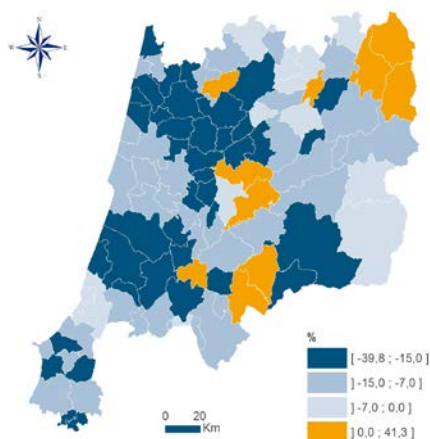 N
W E
S
%
[ -39,8 ; -15,0]
] -15,0 ; -7,0]
] -7,0 ; 0,0]
] 0,0 ; 41,3]
0 20
Km